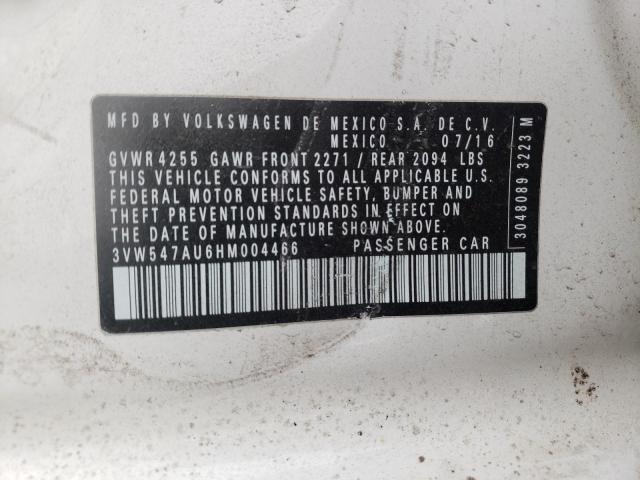 MFD BY VOLKSWAGEN DE MEXICO S.A. DE C.V.
MEXICO 07/16
GVWR 4255 GAWR FRONT 2271 / REAR 2094 LBS
THIS VEHICLE CONFORMS TO ALL APPLICABLE U.S.
FEDERAL MOTOR VEHICLE SAFETY, BUMPER AND
THEFT PREVENTION STANDARDS IN EFFECT ON
THE DATE OF MANUFACTURE SHOWN ABOVE.
3VW547AU6HM004466 PASSENGER CAR
3048089 3223 M